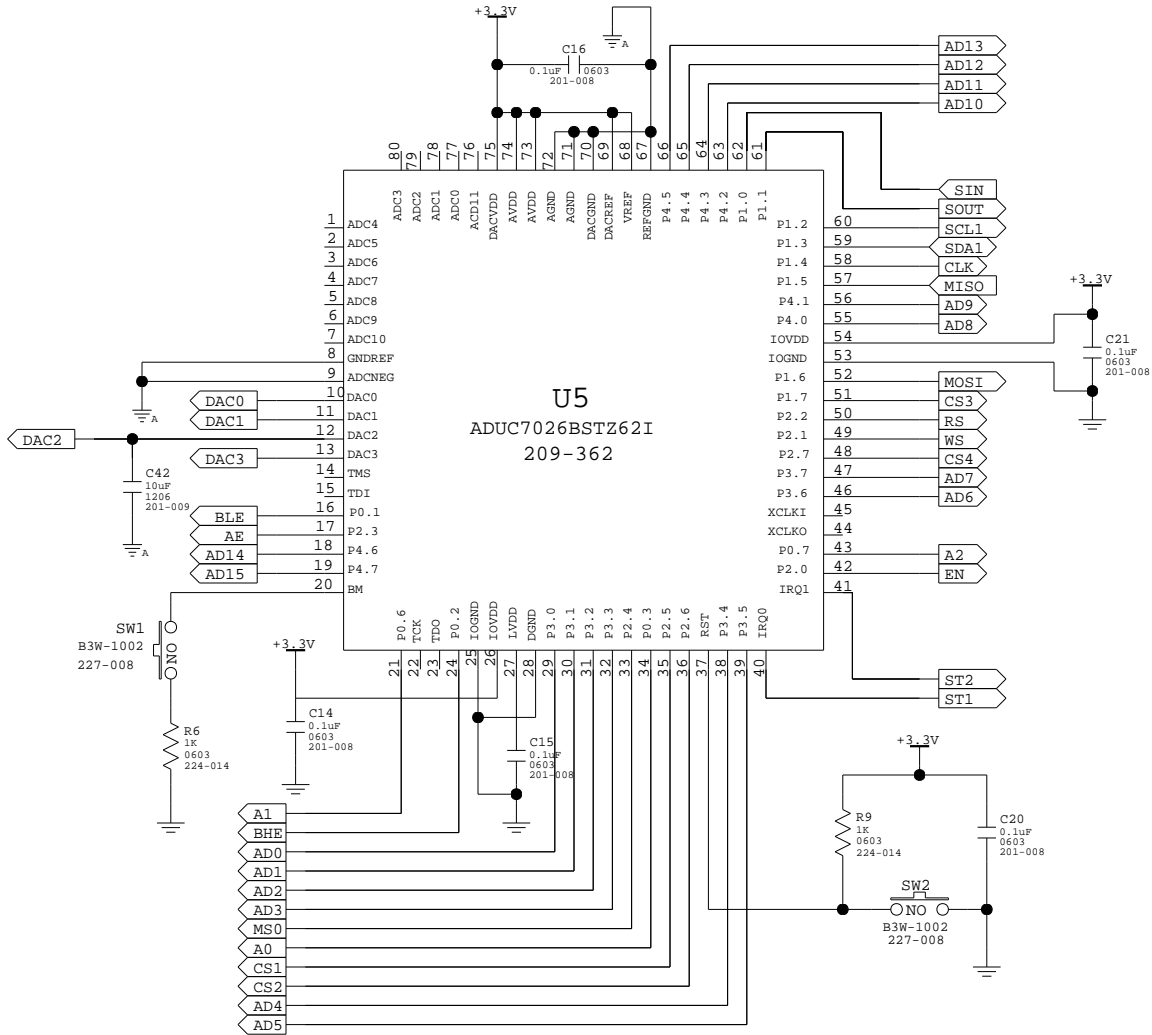 +3.3V
A
C16
0.1uF 0603
201-008
AD13
AD12
AD11
AD10
80 79 78 77 76 75 74 73 72 71 70 69 68 67 66 65 64 63 62 61
ADC3 ADC2 ADC1 ADC0 ACD11 DACVDD AVDD AVDD AGND AGND DACGND DACREF VREF REFGND P4.5 P4.4 P4.3 P4.2 P1.0 P1.1
SIN
SOUT
1 ADC4
2 ADC5
3 ADC6
4 ADC7
5 ADC8
6 ADC9
7 ADC10
8 GNDREF
9 ADCNEG
A
DAC0 10 DAC0
DAC1 11 DAC1
DAC2 12 DAC2
DAC3 13 DAC3
14 TMS
15 TDI
BLE 16 P0.1
AE 17 P2.3
AD14 18 P4.6
AD15 19 P4.7
20 BM
C42
10uF
1206
201-009
A
U5
ADUC7026BSTZ62I
209-362
P1.2 60 SCL1
P1.3 59 SDA1
P1.4 58 CLK
P1.5 57 MISO
P4.1 56 AD9
P4.0 55 AD8
IOVDD 54
IOGND 53
P1.6 52 MOSI
P1.7 51 CS3
P2.2 50 RS
P2.1 49 WS
P2.7 48 CS4
P3.7 47 AD7
P3.6 46 AD6
XCLKI 45
XCLKO 44
P0.7 43 A2
P2.0 42 EN
IRQ1 41
+3.3V
C21
0.1uF
0603
201-008
P0.6 TCK TDO P0.2 IOGND IOVDD LVDD DGND P3.0 P3.1 P3.2 P3.3 P2.4 P0.3 P2.5 P2.6 RST P3.4 P3.5 IRQ0
21 22 23 24 25 26 27 28 29 30 31 32 33 34 35 36 37 38 39 40
SW1
B3W-1002
227-008
NO
R6
1K
0603
224-014
+3.3V
C14
0.1uF
0603
201-008
C15
0.1uF
0603
201-008
ST2
ST1
+3.3V
R9
1K
0603
224-014
C20
0.1uF
0603
201-008
SW2
NO
B3W-1002
227-008
A1
BHE
AD0
AD1
AD2
AD3
MS0
A0
CS1
CS2
AD4
AD5